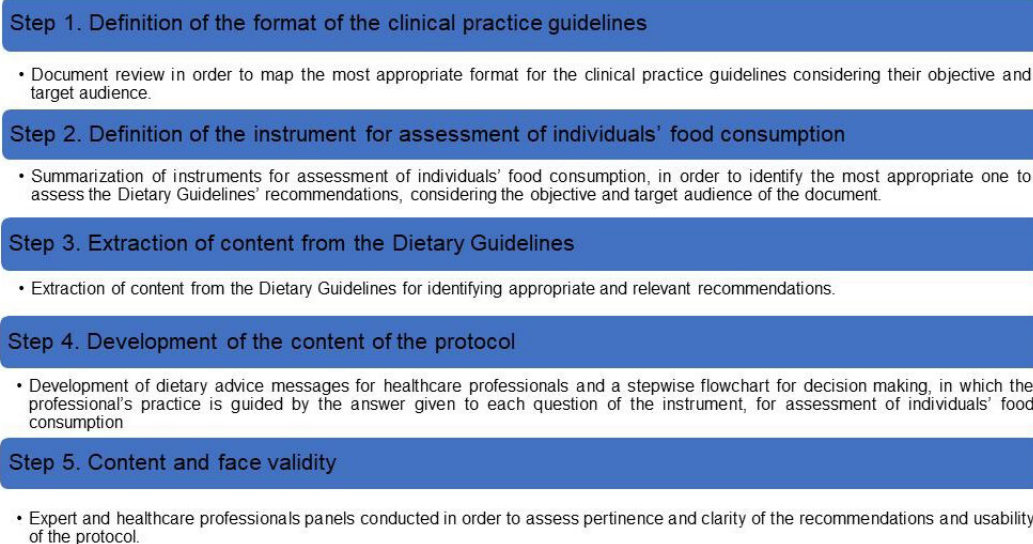 Step 1. Definition of the format of the clinical practice guidelines
• Document review in order to map the most appropriate format for the clinical practice guidelines considering their objective and
target audience.
Step 2. Definition of the instrument for assessment of individuals’ food consumption
• Summarization of instruments for assessment of individuals’ food consumption, in order to identify the most appropriate one to
assess the Dietary Guidelines’ recommendations, considering the objective and target audience of the document.
Step 3. Extraction of content from the Dietary Guidelines
• Extraction of content from the Dietary Guidelines for identifying appropriate and relevant recommendations.
Step 4. Development of the content of the protocol
• Development of dietary advice messages for healthcare professionals and a stepwise flowchart for decision making, in which the
professional’s practice is guided by the answer given to each question of the instrument, for assessment of individuals’ food
consumption
Step 5. Content and face validity
• Expert and healthcare professionals panels conducted in order to assess pertinence and clarity of the recommendations and usability
of the protocol.